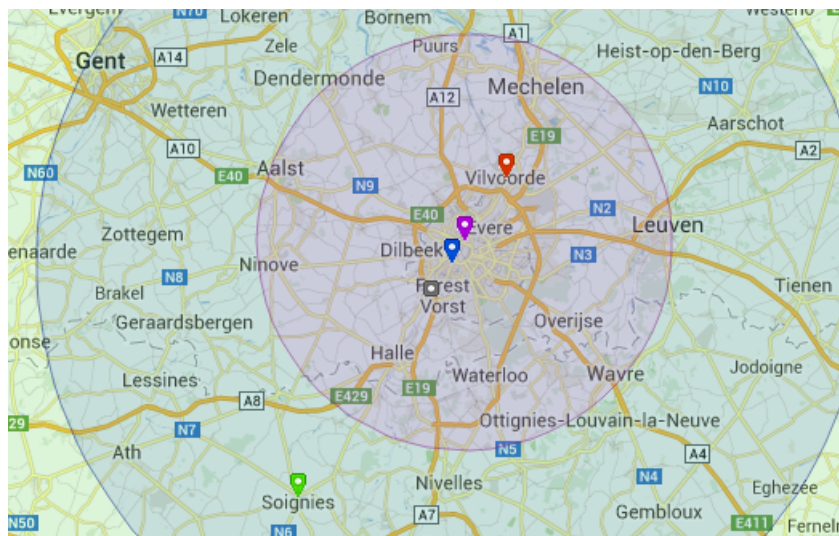 Evergem
N70
Lokeren
Bornem
A1
Westerlo
Gent
A14
Zele
Puurs
Heist-op-den-Berg
Dendermonde
Mechelen
N10
Wetteren
A12
Aarschot
E19
A10
A2
N60
E40
Aalst
Vilvoorde
N9
N2
Zottegem
E40
Evere
Leuven
enaarde
Dilbeek
N3
N8
Ninove
Tienen
Brakel
Forest
Vorst
Geraardsbergen
Overijse
onse
Halle
Jodoigne
Lessines
Waterloo
Wavre
E19
E429
A8
29
N7
Ottignies-Louvain-la-Neuve
Ath
N5
A4
Nivelles
N4
Eghezée
Soignies
Gembloux
N50
N6
A7
E411
Fernelm